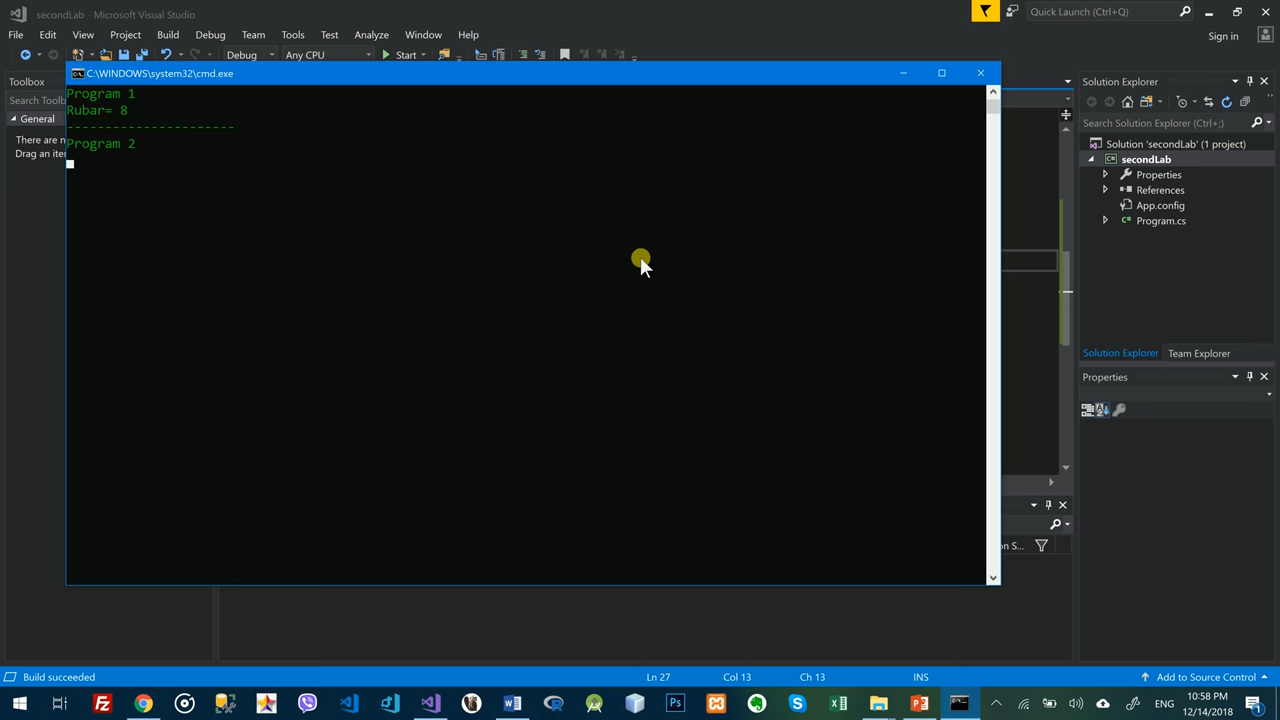 secondLab - Microsoft Visual Studio
Quick Launch (Ctrl+Q)
File Edit View Project Build Debug Team Tools Test Analyze Window Help
Sign in
Debug Any CPU Start
C:\WINDOWS\system32\cmd.exe
Toolbox
General
Program 1
Rubar= 8
----------------------
Program 2
Solution Explorer
Search Solution Explorer (Ctrl+;)
Solution 'secondLab' (1 project)
secondLab
Properties
References
App.config
Program.cs
Solution Explorer Team Explorer
Properties
Build succeeded
Ln 27 Col 13 Ch 13 INS
Add to Source Control
10:58 PM
12/14/2018